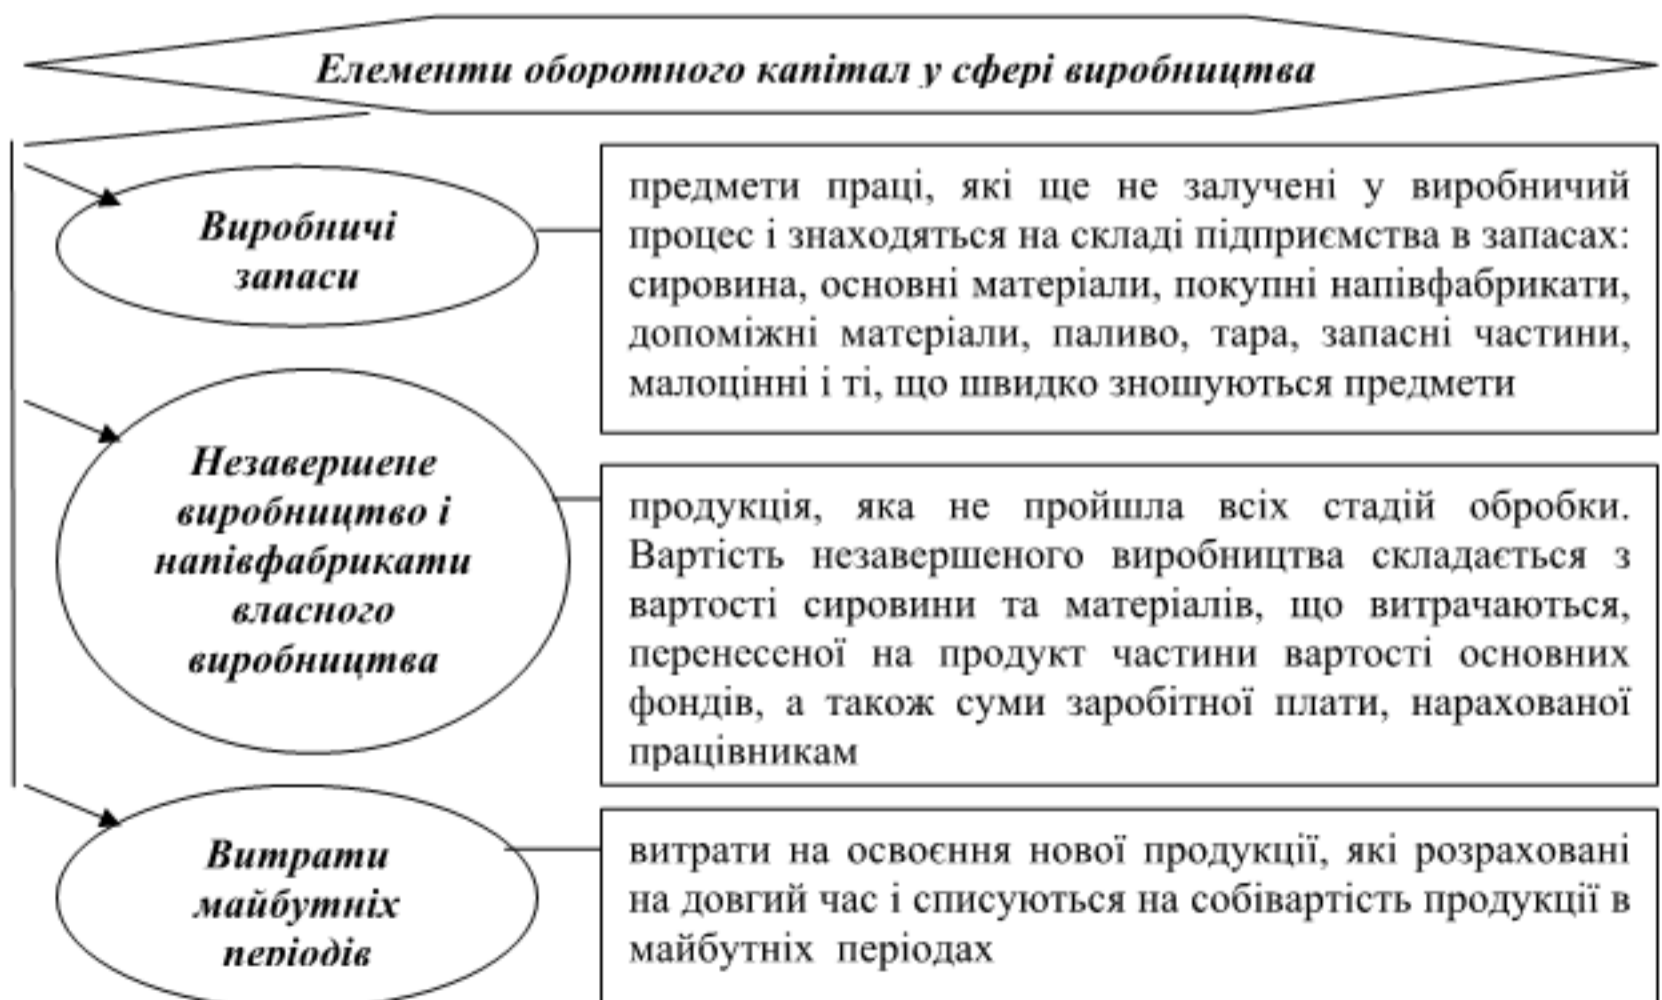 Елементи оборотного капітал у сфері виробництва
Виробничі
запаси
предмети праці, які ще не залучені у виробничий
процес і знаходяться на складі підприємства в запасах:
сировина, основні матеріали, покупні напівфабрикати,
допоміжні матеріали, паливо, тара, запасні частини,
малоцінні і ті, що швидко зношуються предмети
Незавершене
виробництво і
напівфабрикати
власного
виробництва
продукція, яка не пройшла всіх стадій обробки.
Вартість незавершеного виробництва складається з
вартості сировини та матеріалів, що витрачаються,
перенесеної на продукт частини вартості основних
фондів, а також суми заробітної плати, нарахованої
працівникам
Витрати
майбутніх
періодів
витрати на освоєння нової продукції, які розраховані
на довгий час і списуються на собівартість продукції в
майбутніх періодах